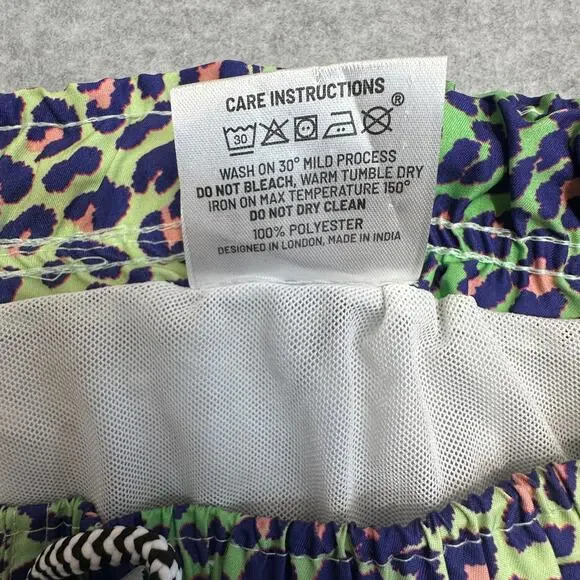 CARE INSTRUCTIONS
30
®
WASH ON 30° MILD PROCESS
DO NOT BLEACH, WARM TUMBLE DRY
IRON ON MAX TEMPERATURE 150°
DO NOT DRY CLEAN
100% POLYESTER
DESIGNED IN LONDON, MADE IN INDIA